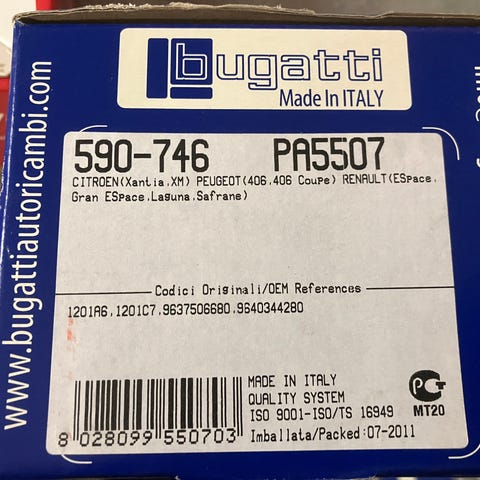 bugatti
Made in ITALY
www.bugattiautoricambi.com
590-746 PA5507
CITROEN(Xantia,XM) PEUGEOT(406,406 Coupe) RENAULT(ESpace,
Gran ESpace,Laguna,Safrane)
Codici Originali/OEM References
1201A6,1201C7,9637506680,9640344280
MADE IN ITALY
QUALITY SYSTEM
ISO 9001-ISO/TS 16949
Imballata/Packed:07-2011
8 028099 550703
РСТ
MT20